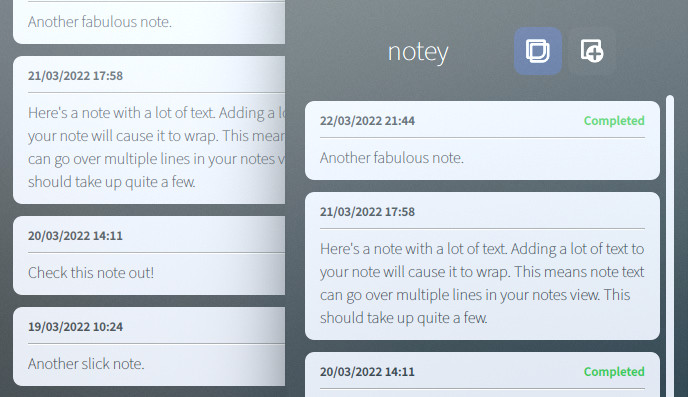 Another fabulous note.
21/03/2022 17:58
Here's a note with a lot of text. Adding a
your note will cause it to wrap. This mean
can go over multiple lines in your notes
should take up quite a few.
20/03/2022 14:11
Check this note out!
19/03/2022 10:24
Another slick note.
notey
22/03/2022 21:44 Completed
Another fabulous note.
21/03/2022 17:58
Here's a note with a lot of text. Adding a lot of text to
your note will cause it to wrap. This means note text
can go over multiple lines in your notes view. This
should take up quite a few.
20/03/2022 14:11 Completed